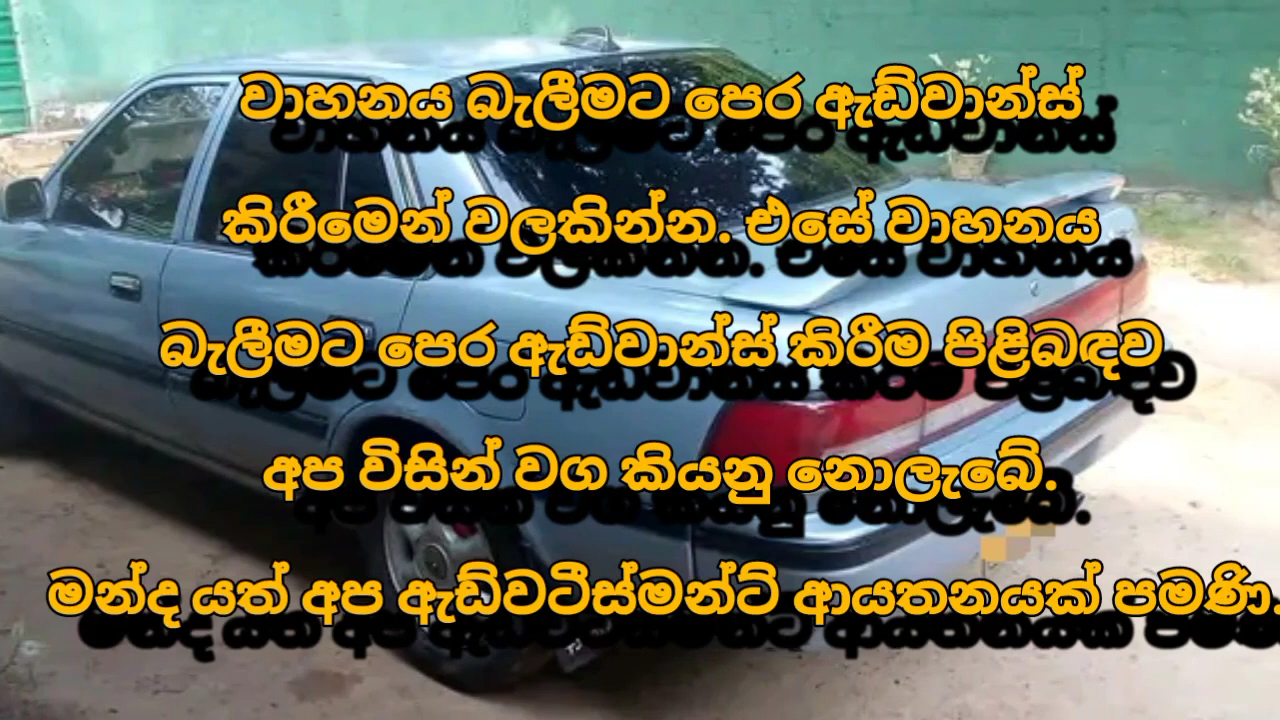 වාහනය බැලීමට පෙර ඇඩ්වාන්ස්
කිරීමෙන් වලකින්න. එසේ වාහනය
බැලීමට පෙර ඇඩ්වාන්ස් කිරීම පිළිබඳව
අප විසින් වග කියනු නොලැබේ.
මන්ද යත් අප ඇඩ්වටීස්මන්ට් ආයතනයක් පමණි.